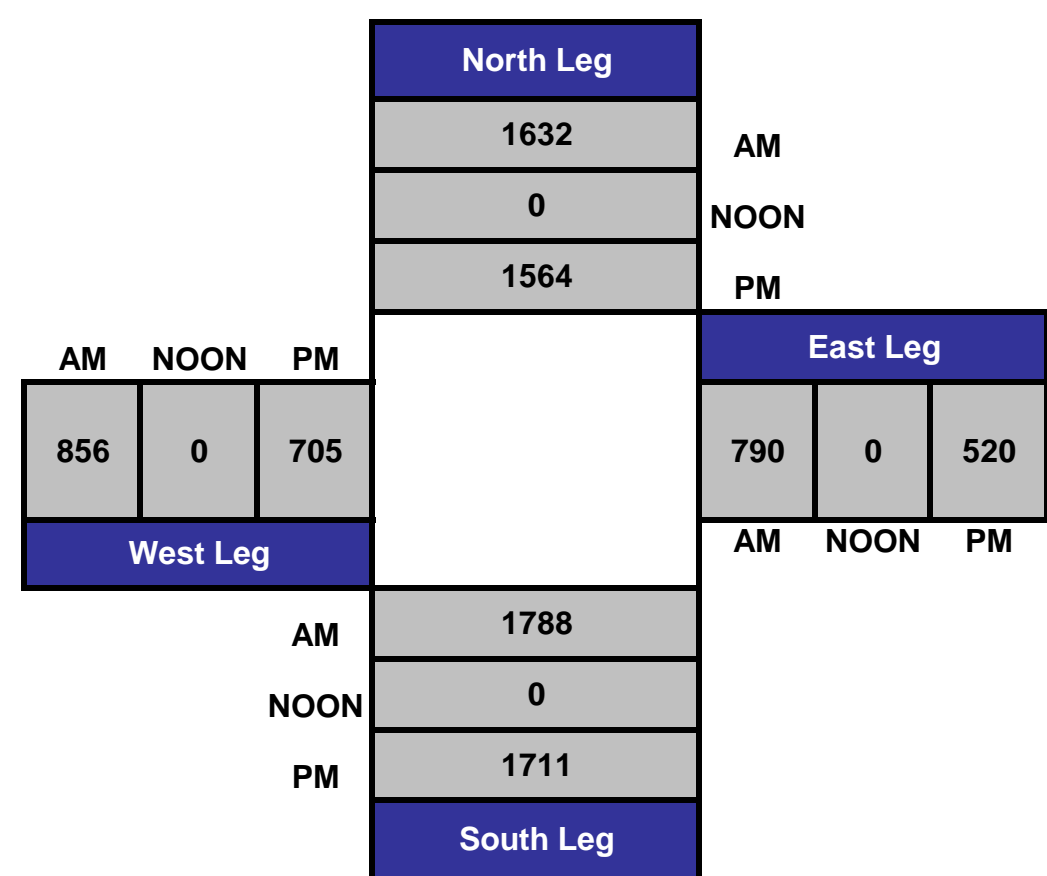 North Leg
1632 AM
0 NOON
1564 PM
East Leg
AM NOON PM
856 0 705 790 0 520
West Leg
AM NOON PM
AM 1788
NOON 0
PM 1711
South Leg